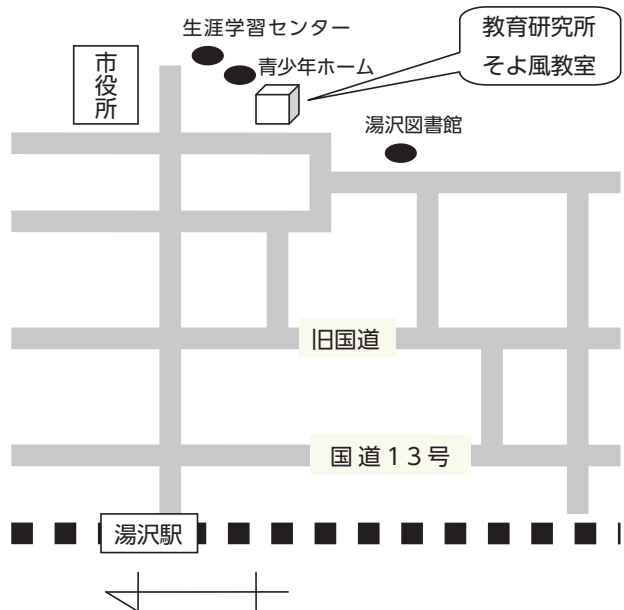 生涯学習センター
教育研究所
そよ風教室
市役所
青少年ホーム
湯沢図書館
旧国道
国道13号
湯沢駅